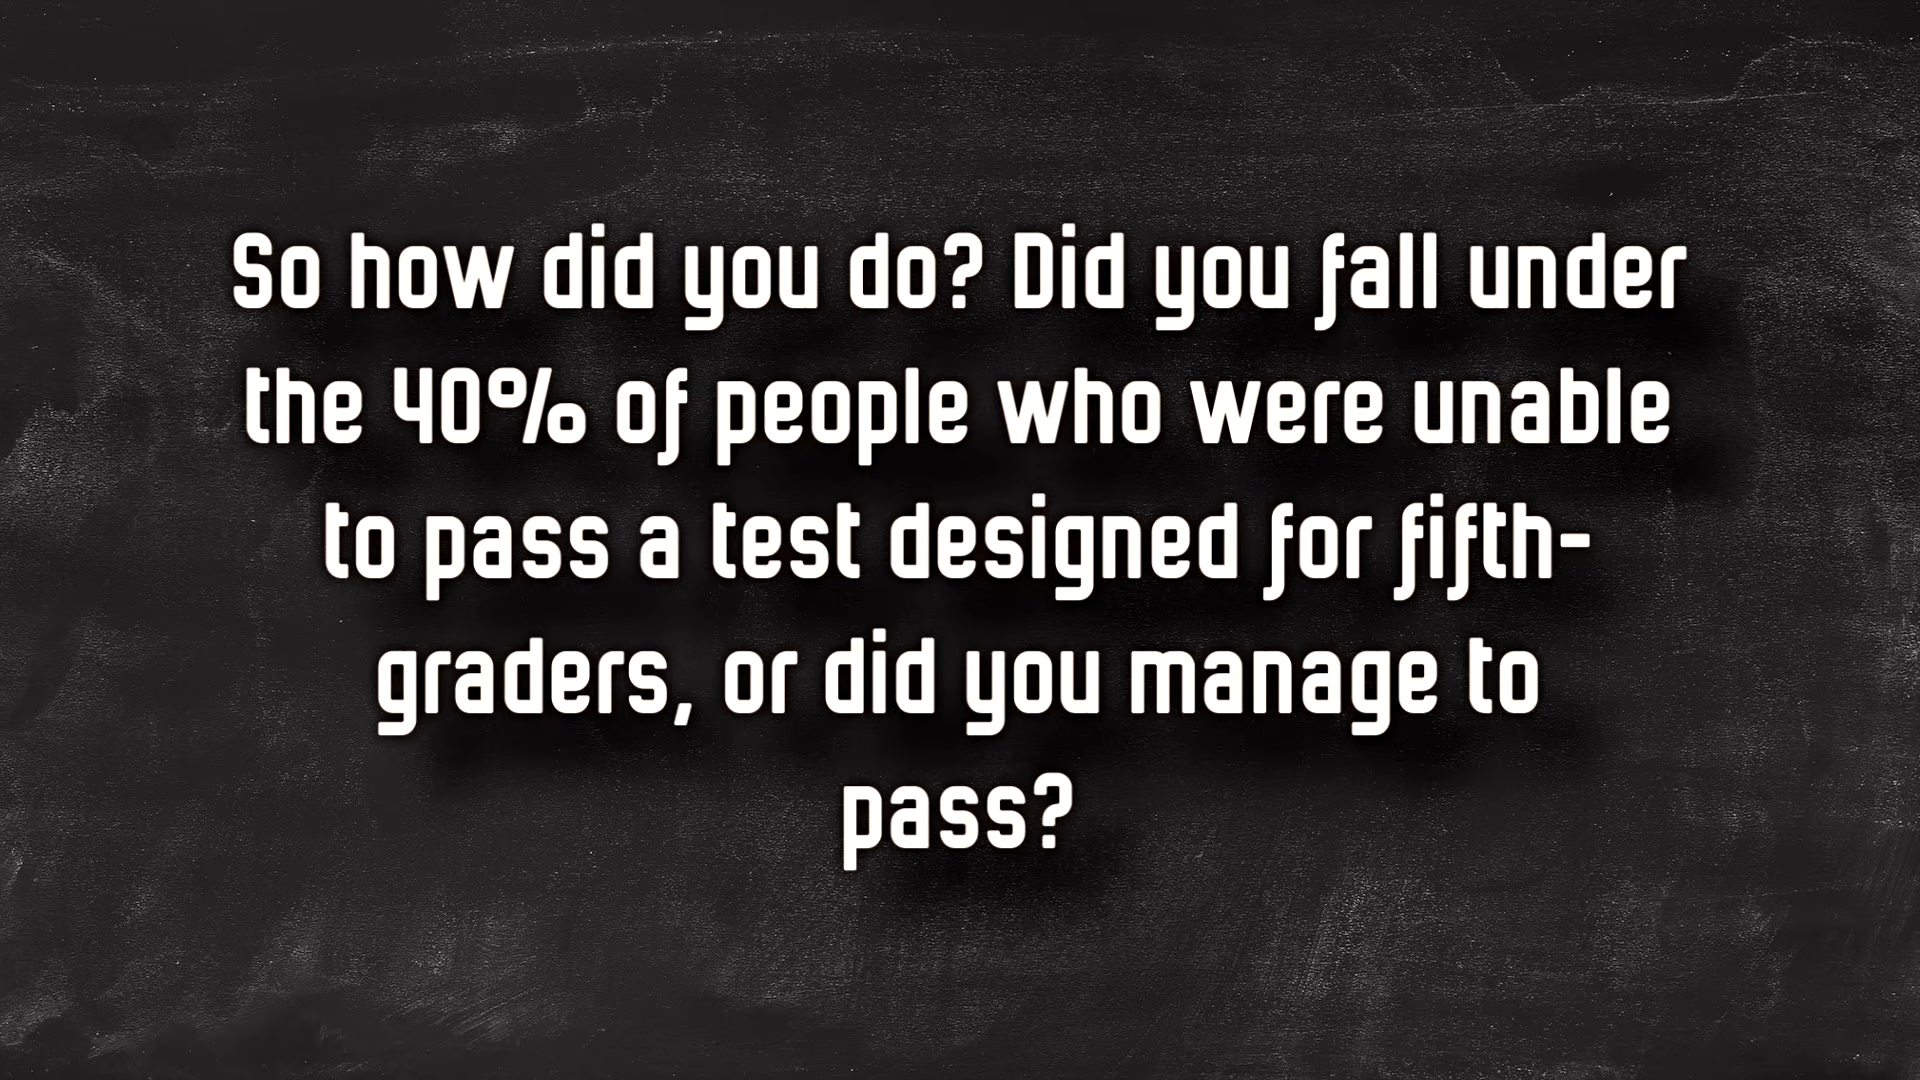 So how did you do? Did you fall under
the 40% of people who were unable
to pass a test designed for fifth-
graders, or did you manage to
pass?